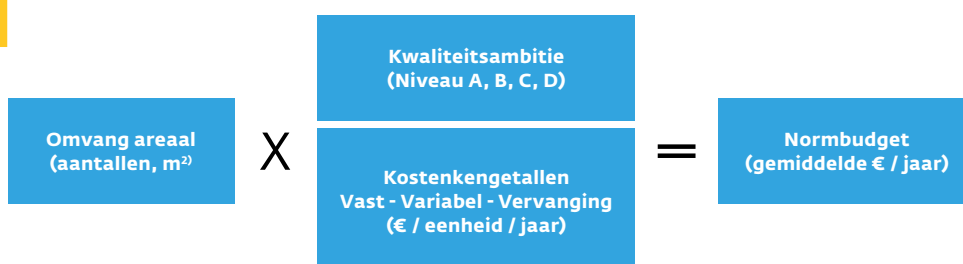 Omvang areaal
(aantallen, m²⁾
X
Kwaliteitsambitie
(Niveau A, B, C, D)
Kostenkengetallen
Vast - Variabel - Vervanging
(€ / eenheid / jaar)
=
Normbudget
(gemiddelde € / jaar)